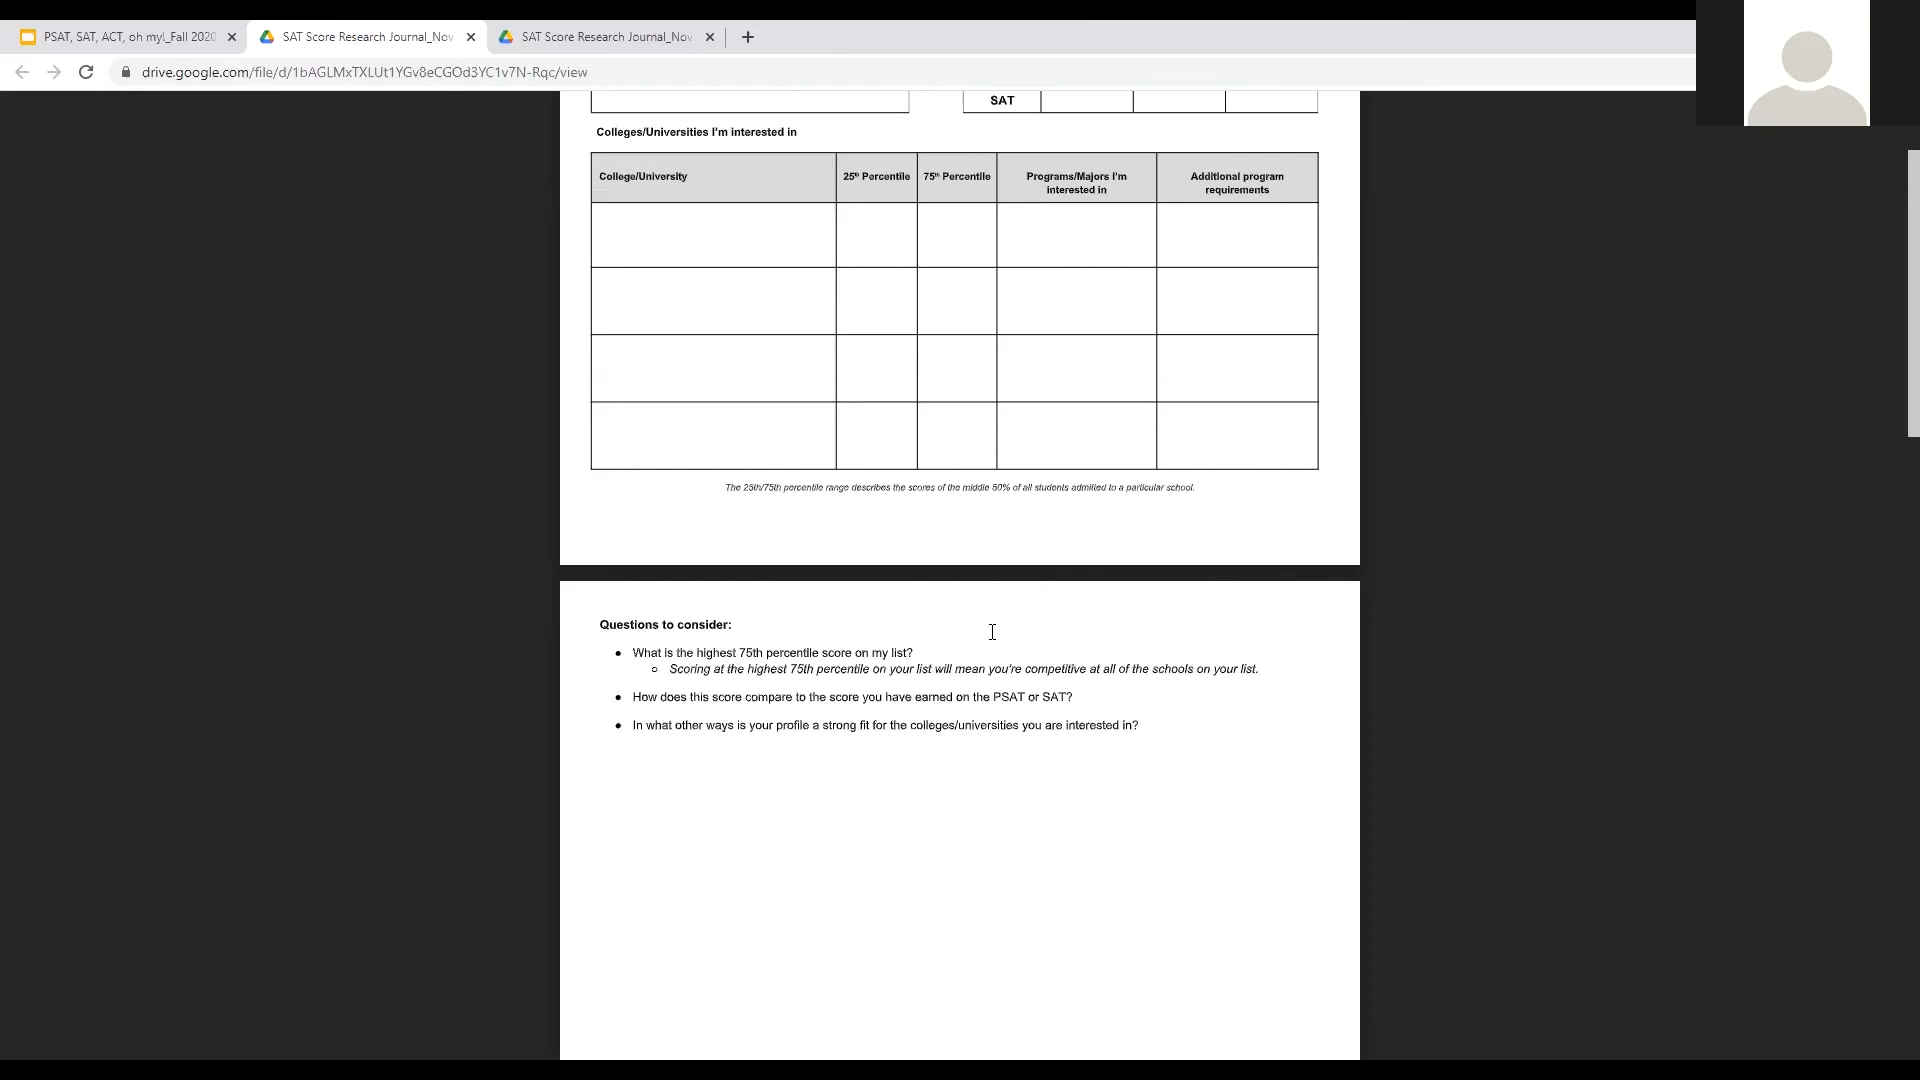 PSAT, SAT, ACT, oh my!_Fall 2020
SAT Score Research Journal_Nov
SAT Score Research Journal_Nov
drive.google.com/file/d/1bAGLMxTXLUt1YGv8eCGOd3YC1v7N-Rqc/view
SAT
Colleges/Universities I'm interested in
College/University
25th Percentile
75th Percentile
Programs/Majors I'm
interested in
Additional program
requirements
The 25th/75th percentile range describes the scores of the middle 50% of all students admitted to a particular school.
Questions to consider:
● What is the highest 75th percentile score on my list?
○ Scoring at the highest 75th percentile on your list will mean you're competitive at all of the schools on your list.
● How does this score compare to the score you have earned on the PSAT or SAT?
● In what other ways is your profile a strong fit for the colleges/universities you are interested in?